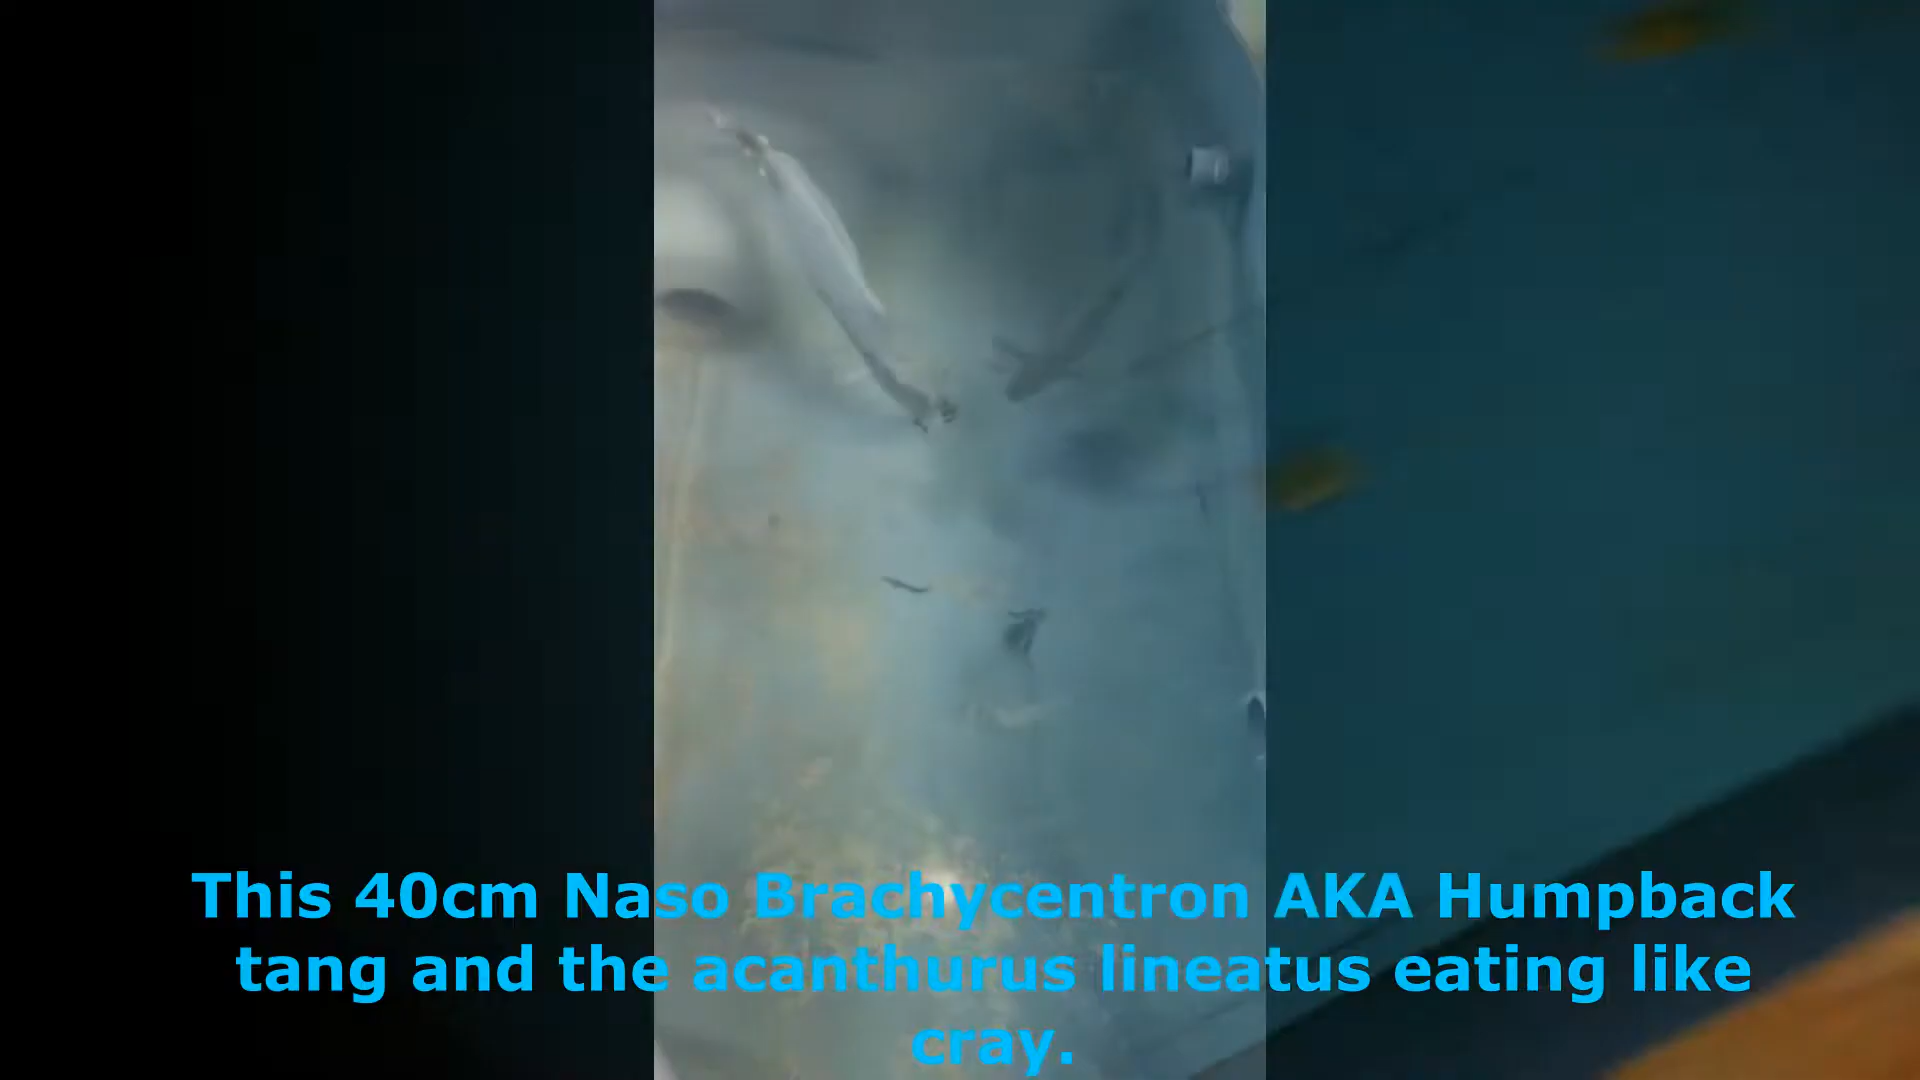 This 40cm Naso Brachycentron AKA Humpback
tang and the acanthurus lineatus eating like
cray.